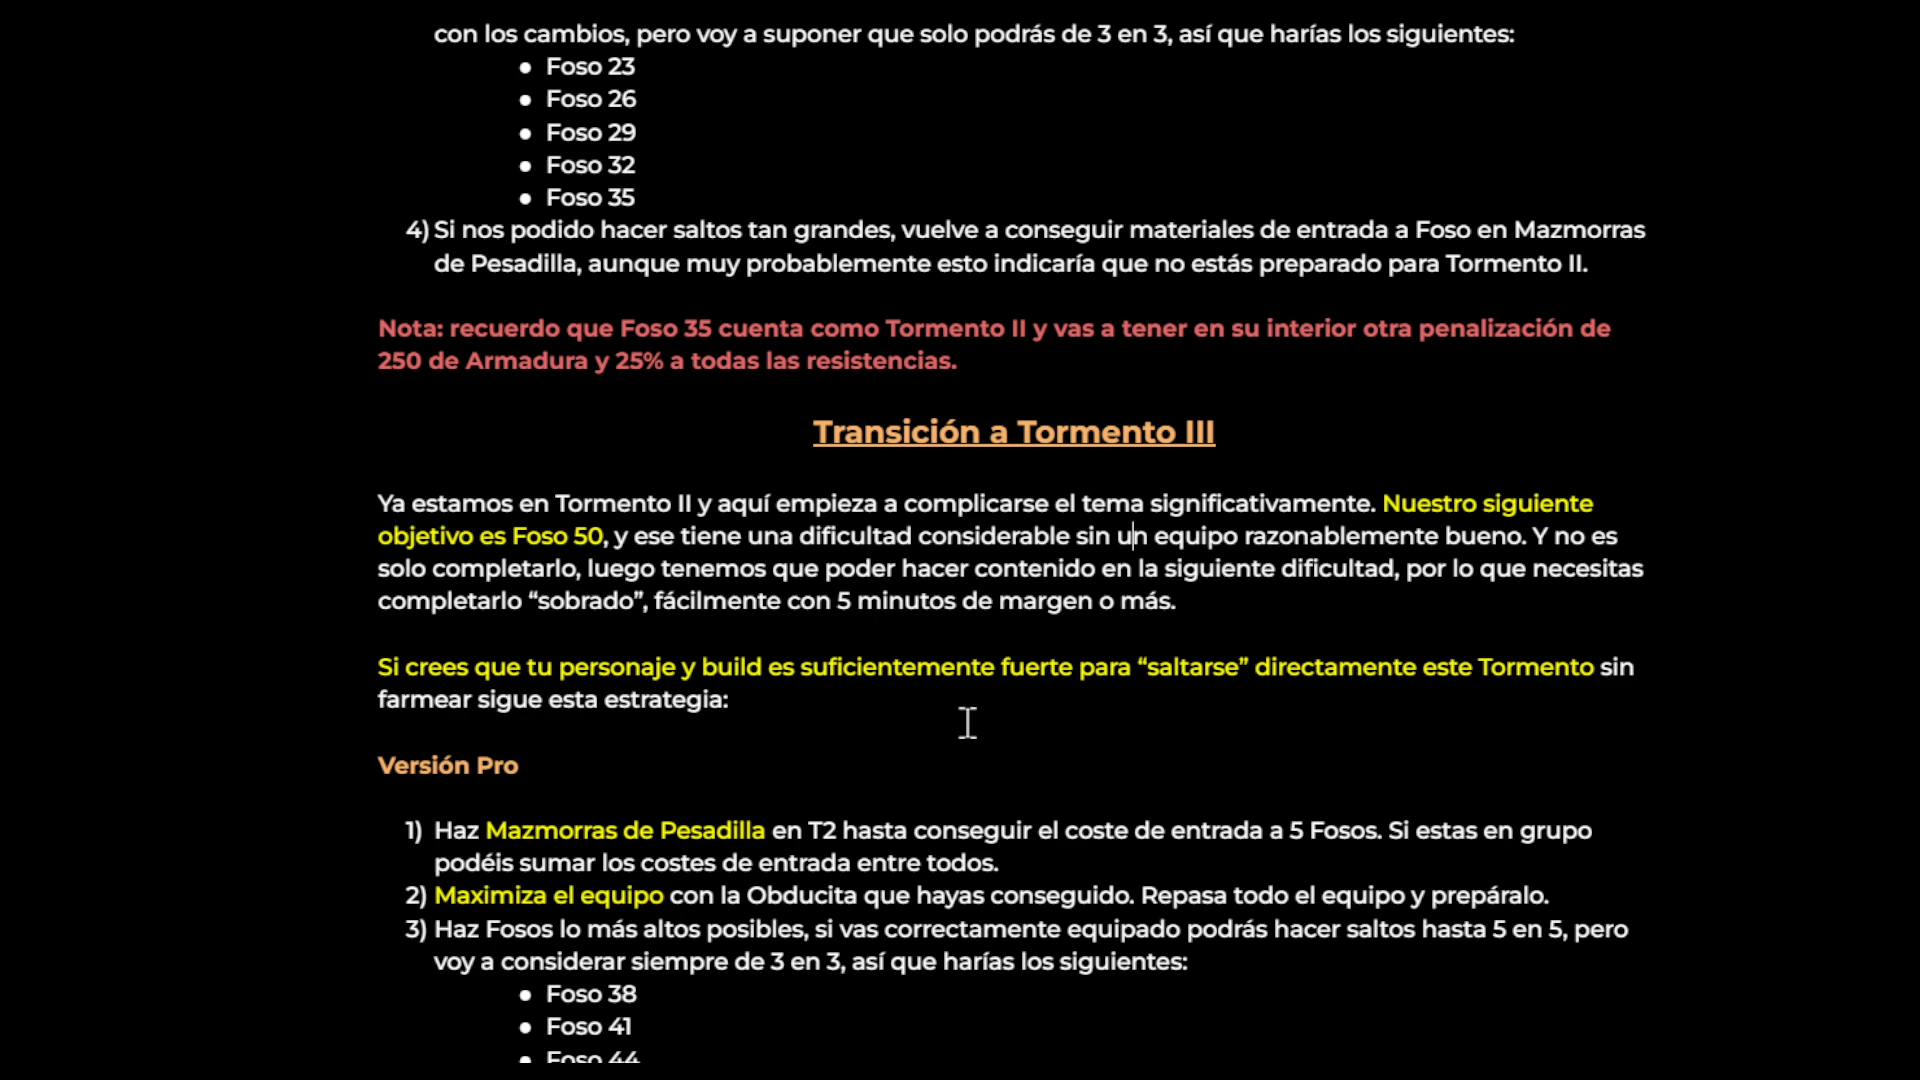 con los cambios, pero voy a suponer que solo podrás de 3 en 3, así que harías los siguientes:
● Foso 23
● Foso 26
● Foso 29
● Foso 32
● Foso 35
4) Si nos podido hacer saltos tan grandes, vuelve a conseguir materiales de entrada a Foso en Mazmorras
de Pesadilla, aunque muy probablemente esto indicaría que no estás preparado para Tormento II.
Nota: recuerdo que Foso 35 cuenta como Tormento II y vas a tener en su interior otra penalización de
250 de Armadura y 25% a todas las resistencias.
Transición a Tormento III
Ya estamos en Tormento II y aquí empieza a complicarse el tema significativamente. Nuestro siguiente
objetivo es Foso 50, y ese tiene una dificultad considerable sin un equipo razonablemente bueno. Y no es
solo completarlo, luego tenemos que poder hacer contenido en la siguiente dificultad, por lo que necesitas
completarlo “sobrado”, fácilmente con 5 minutos de margen o más.
Si crees que tu personaje y build es suficientemente fuerte para “saltarse” directamente este Tormento sin
farmear sigue esta estrategia:
Versión Pro
1) Haz Mazmorras de Pesadilla en T2 hasta conseguir el coste de entrada a 5 Fosos. Si estas en grupo
podéis sumar los costes de entrada entre todos.
2) Maximiza el equipo con la Obducita que hayas conseguido. Repasa todo el equipo y prepáralo.
3) Haz Fosos lo más altos posibles, si vas correctamente equipado podrás hacer saltos hasta 5 en 5, pero
voy a considerar siempre de 3 en 3, así que harías los siguientes:
● Foso 38
● Foso 41
● Foso 44